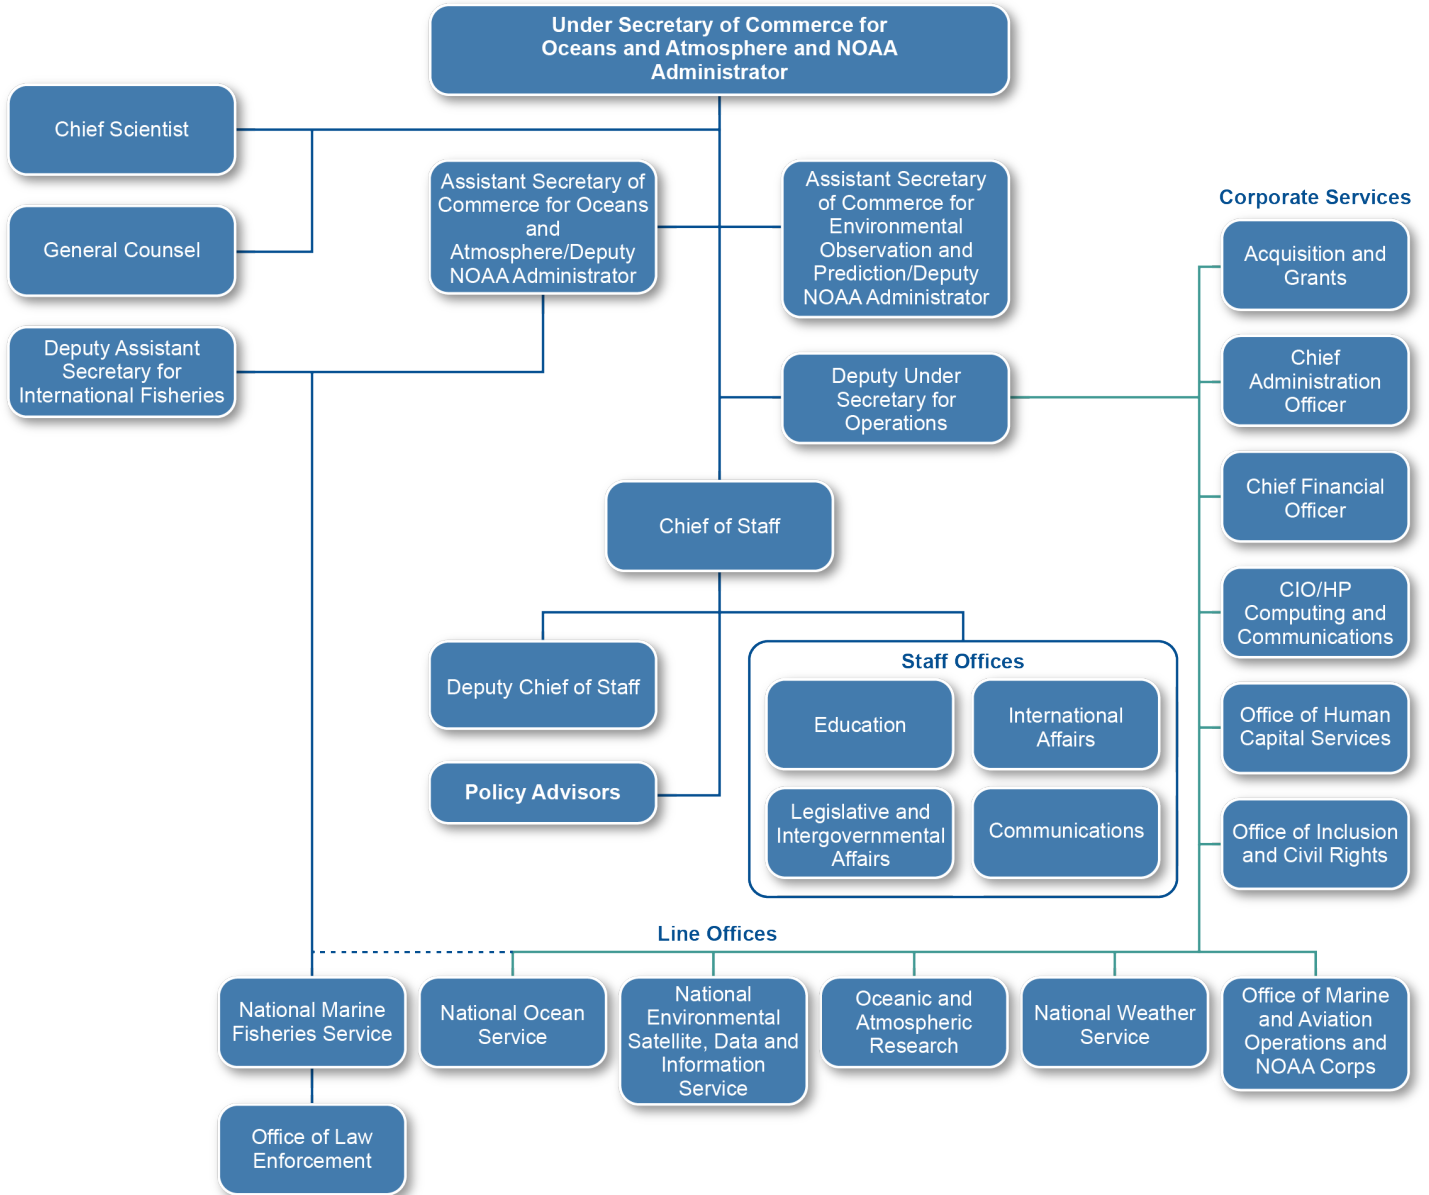 Under Secretary of Commerce for
Oceans and Atmosphere and NOAA
Administrator
Chief Scientist
General Counsel
Deputy Assistant
Secretary for
International Fisheries
Assistant Secretary of
Commerce for Oceans
and
Atmosphere/Deputy
NOAA Administrator
Assistant Secretary
of Commerce for
Environmental
Observation and
Prediction/Deputy
NOAA Administrator
Deputy Under
Secretary for
Operations
Corporate Services
Acquisition and
Grants
Chief
Administration
Officer
Chief Financial
Officer
CIO/HP
Computing and
Communications
Office of Human
Capital Services
Office of Inclusion
and Civil Rights
Chief of Staff
Deputy Chief of Staff
Policy Advisors
Staff Offices
Education
International
Affairs
Legislative and
Intergovernmental
Affairs
Communications
Line Offices
National Marine
Fisheries Service
National Ocean
Service
National
Environmental
Satellite, Data and
Information
Service
Oceanic and
Atmospheric
Research
National Weather
Service
Office of Marine
and Aviation
Operations and
NOAA Corps
Office of Law
Enforcement